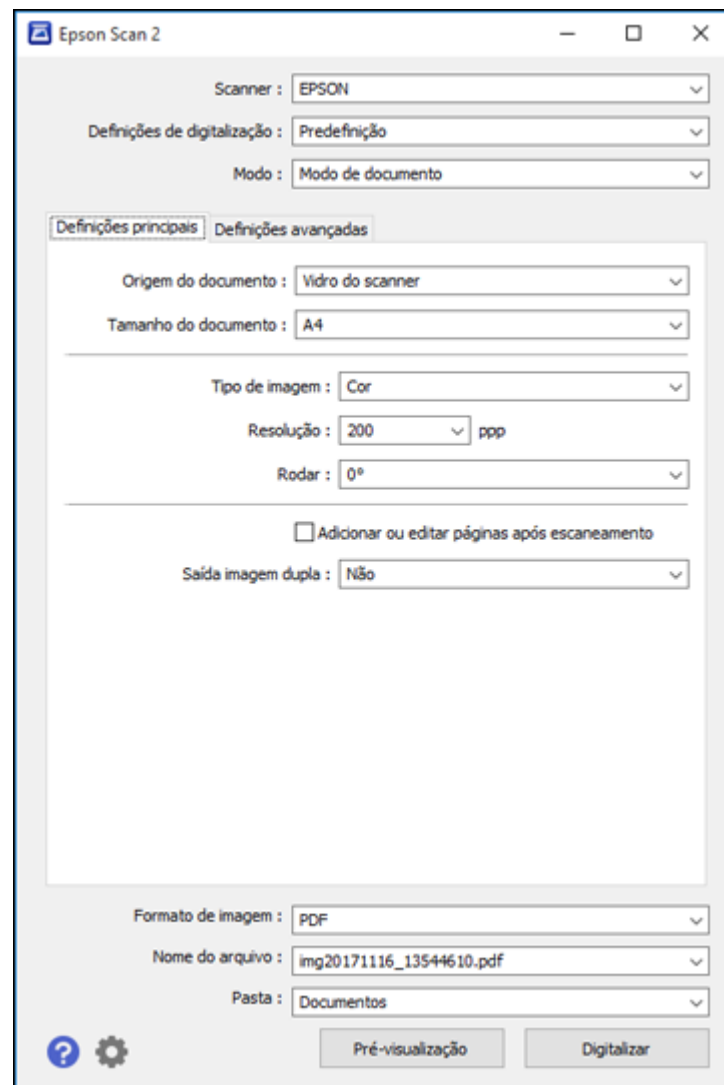 Epson Scan 2
Scanner : EPSON
Definições de digitalização : Predefinição
Modo : Modo de documento
Definições principais Definições avançadas
Origem do documento : Vidro do scanner
Tamanho do documento : A4
Tipo de imagem : Cor
Resolução : 200 ppp
Rodar : 0°
Adicionar ou editar páginas após escaneamento
Saída imagem dupla : Não
Formato de imagem : PDF
Nome do arquivo : img20171116_13544610.pdf
Pasta : Documentos
? Pré-visualização Digitalizar